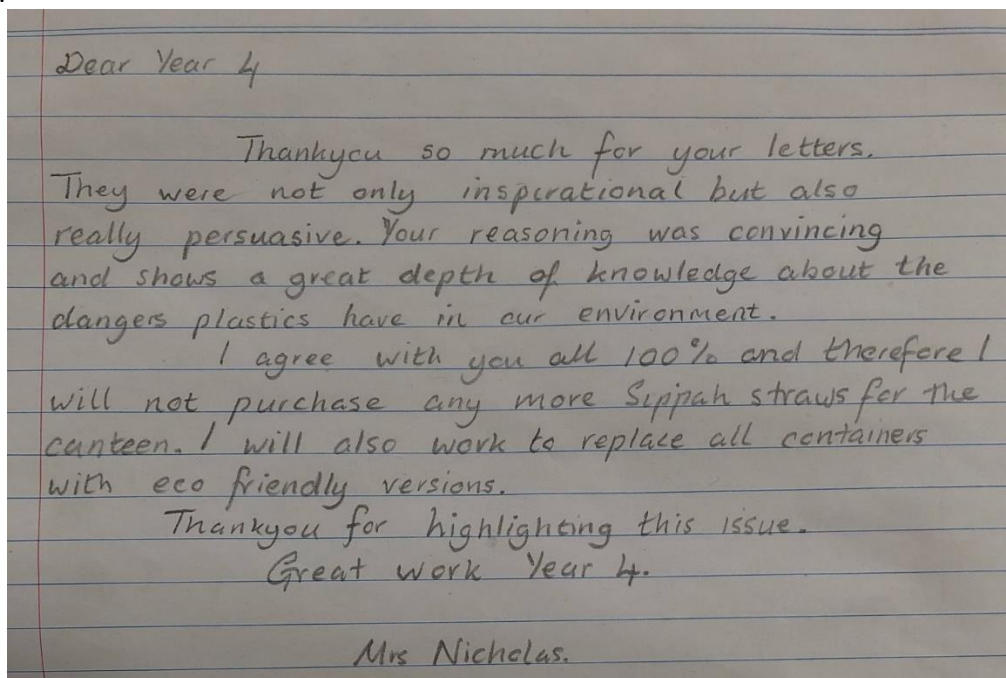 Dear Year 4
Thankyou so much for your letters.
They were not only inspirational but also
really persuasive. Your reasoning was convincing
and shows a great depth of knowledge about the
dangers plastics have in our environment.
I agree with you all 100% and therefore I
will not purchase any more Sippah straws for the
canteen. I will also work to replace all containers
with eco friendly versions.
Thankyou for highlighting this issue.
Great work Year 4.
Mrs Nicholas.